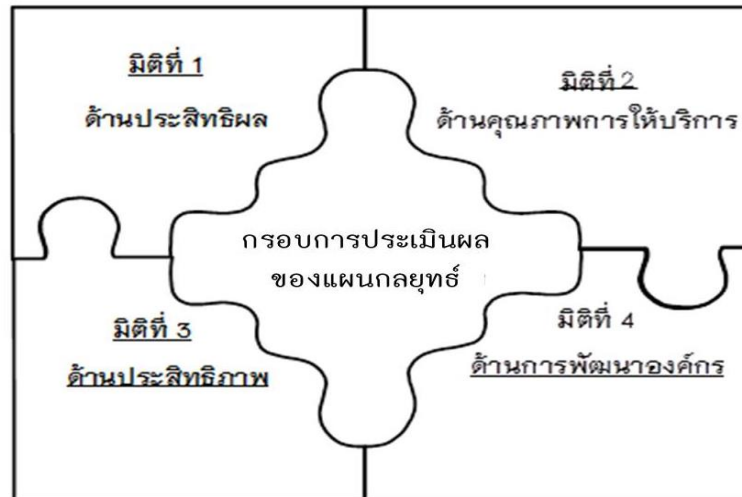 มิติที่ 1
ด้านประสิทธิผล
มิติที่ 2
ด้านคุณภาพการให้บริการ
กรอบการประเมินผล
ของแผนกลยุทธ์
มิติที่ 3
ด้านประสิทธิภาพ
มิติที่ 4
ด้านการพัฒนาองค์กร